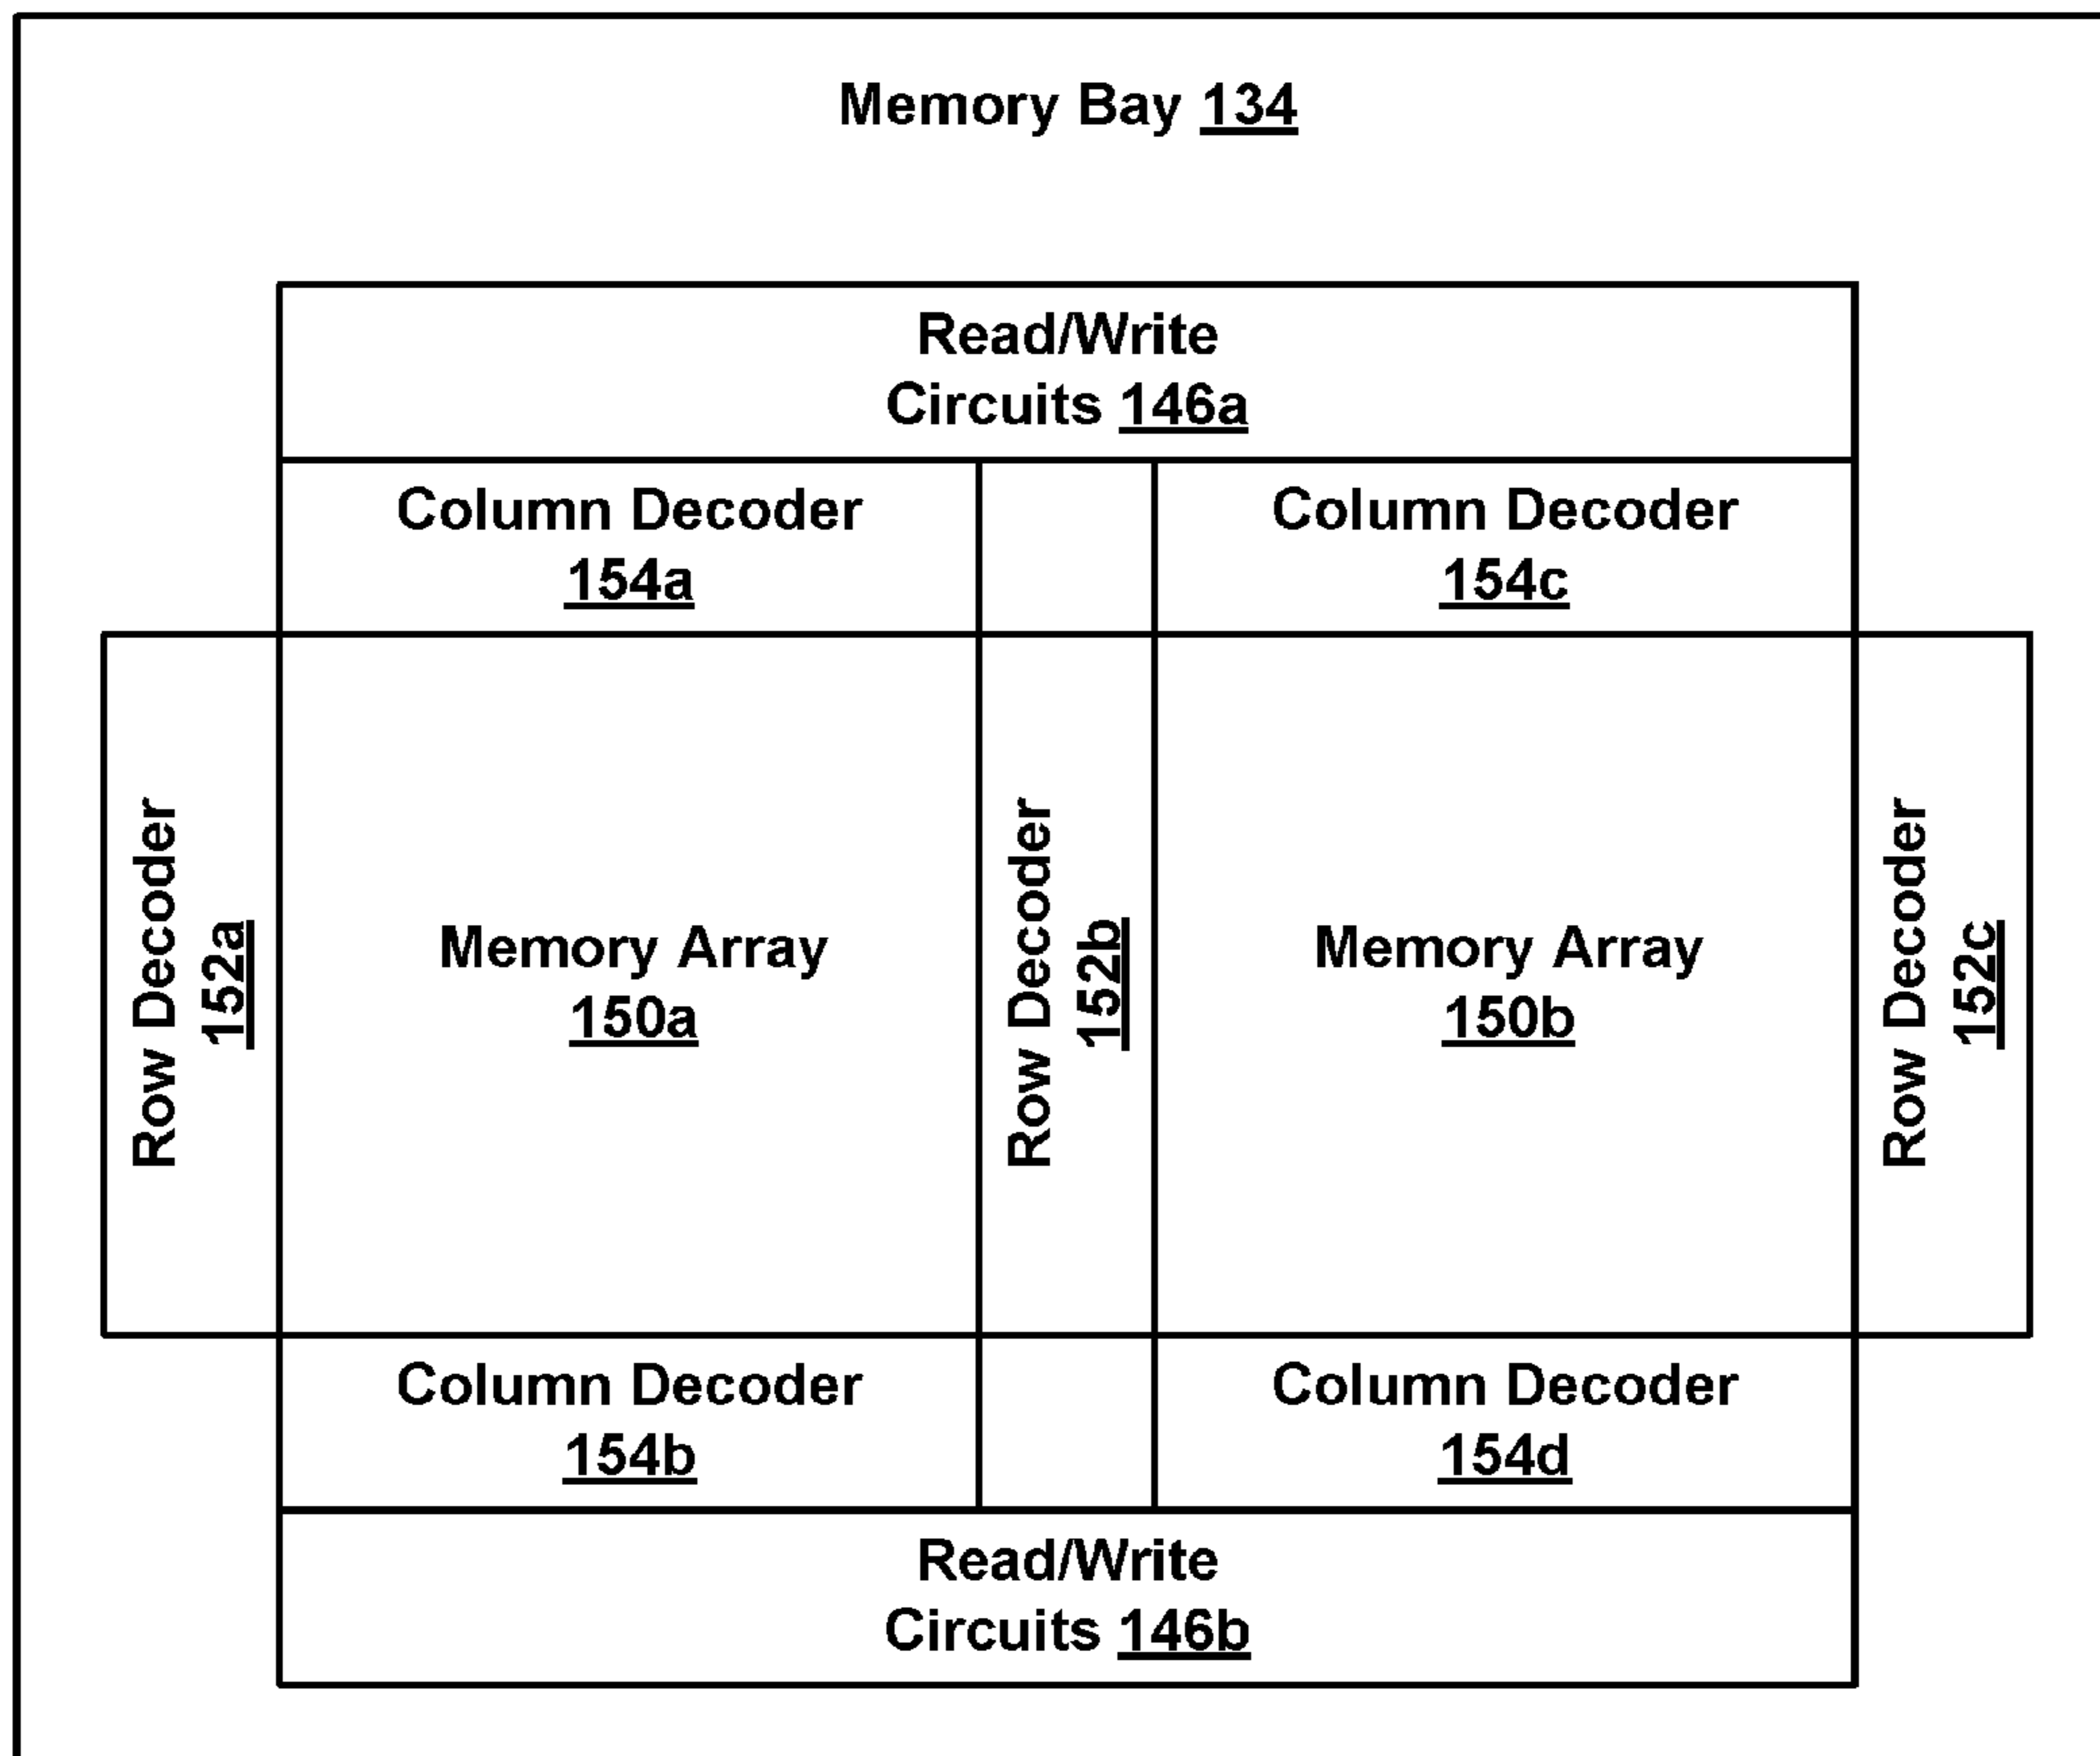 Memory Bay 134
Read/Write
Circuits 146a
Column Decoder
154a
Column Decoder
154c
Row Decoder
152a
Memory Array
150a
Row Decoder
152b
Memory Array
150b
Row Decoder
152c
Column Decoder
154b
Column Decoder
154d
Read/Write
Circuits 146b